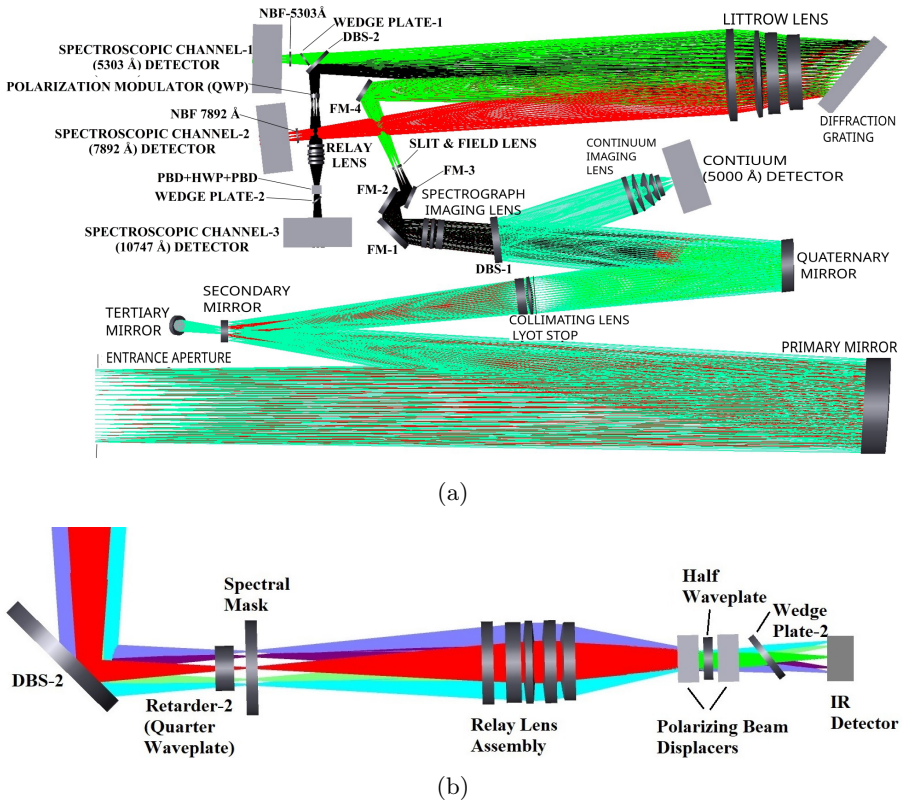 NBF-5303Å
WEDGE PLATE-1
DBS-2
LITTROW LENS
SPECTROSCOPIC CHANNEL-1
(5303 Å) DETECTOR
POLARIZATION MODULATOR (QWP)
FM-4
NBF 7892 Å
SPECTROSCOPIC CHANNEL-2
(7892 Å) DETECTOR
RELAY
LENS
SLIT & FIELD LENS
DIFFRACTION
GRATING
CONTINUUM
IMAGING
LENS
CONTIUUM
(5000 Å) DETECTOR
PBD+HWP+PBD
WEDGE PLATE-2
FM-2
FM-3
SPECTROGRAPH
IMAGING LENS
SPECTROSCOPIC CHANNEL-3
(10747 Å) DETECTOR
FM-1
DBS-1
QUATERNARY
MIRROR
SECONDARY
MIRROR
TERTIARY
MIRROR
COLLIMATING LENS
LYOT STOP
ENTRANCE APERTURE
PRIMARY MIRROR
(a)
Spectral
Mask
Half
Waveplate
Wedge
Plate-2
DBS-2
Retarder-2
(Quarter
Waveplate)
Relay Lens
Assembly
Polarizing Beam
Displacers
IR
Detector
(b)